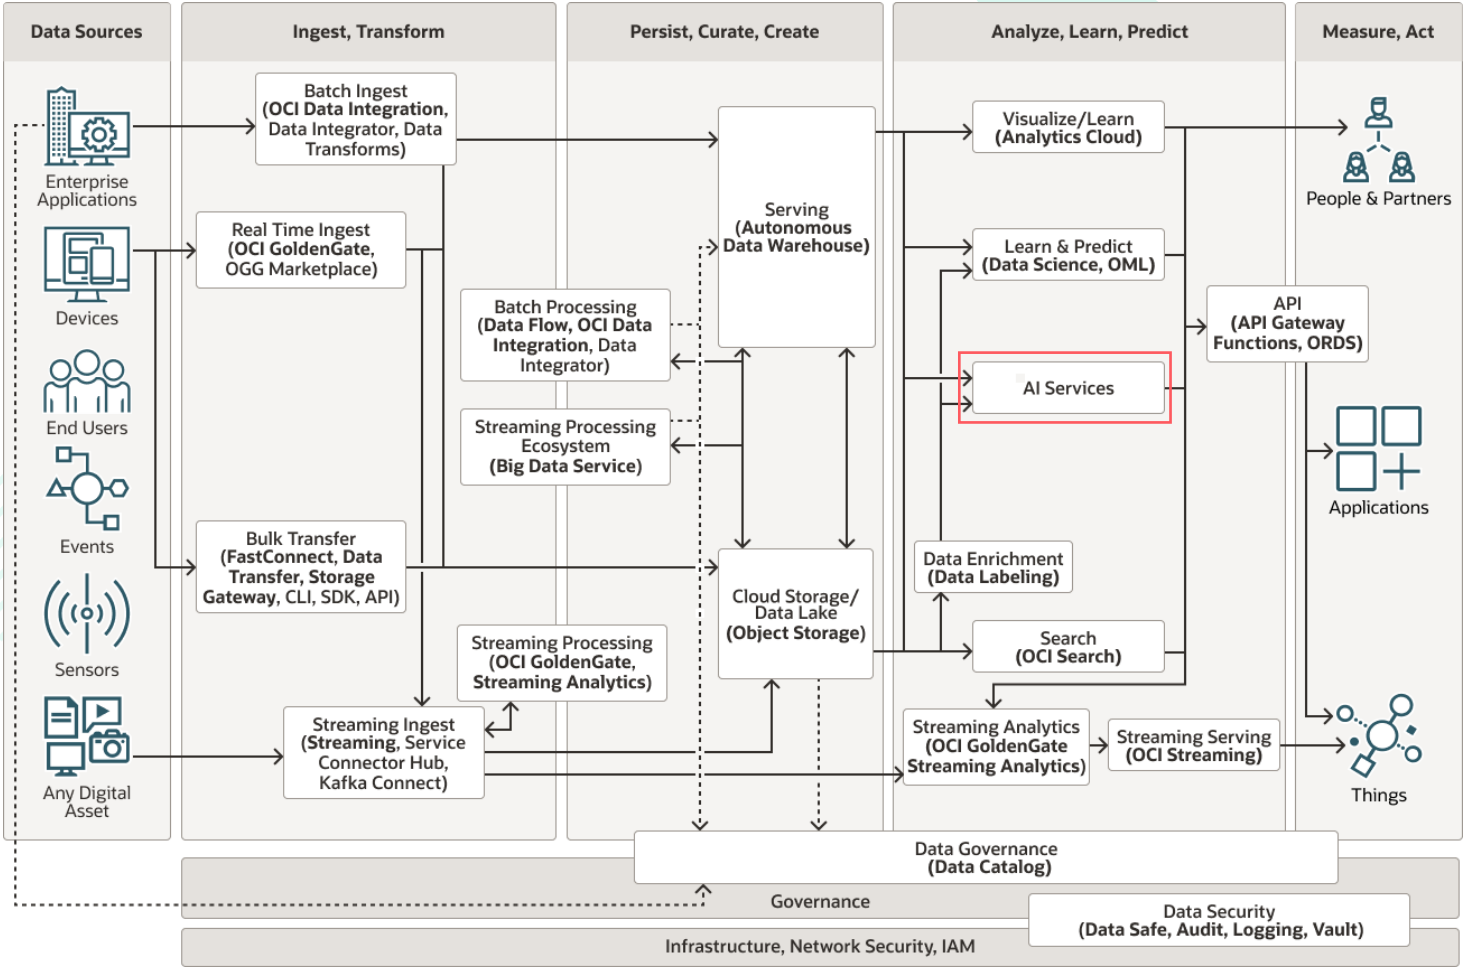 Data Sources
Ingest, Transform
Persist, Curate, Create
Analyze, Learn, Predict
Measure, Act
Enterprise
Applications
Devices
End Users
Events
Sensors
Any Digital
Asset
Batch Ingest
(OCI Data Integration,
Data Integrator, Data
Transforms)
Real Time Ingest
(OCI GoldenGate,
OGG Marketplace)
Bulk Transfer
(FastConnect, Data
Transfer, Storage
Gateway, CLI, SDK, API)
Streaming Ingest
(Streaming, Service
Connector Hub,
Kafka Connect)
Batch Processing
(Data Flow, OCI Data
Integration, Data
Integrator)
Streaming Processing
Ecosystem
(Big Data Service)
Streaming Processing
(OCI GoldenGate,
Streaming Analytics)
Serving
(Autonomous
Data Warehouse)
Cloud Storage/
Data Lake
(Object Storage)
Visualize/Learn
(Analytics Cloud)
Learn & Predict
(Data Science, OML)
AI Services
Data Enrichment
(Data Labeling)
Search
(OCI Search)
Streaming Analytics
(OCI GoldenGate
Streaming Analytics)
Streaming Serving
(OCI Streaming)
API
(API Gateway
Functions, ORDS)
People & Partners
Applications
Things
Data Governance
(Data Catalog)
Governance
Data Security
(Data Safe, Audit, Logging, Vault)
Infrastructure, Network Security, IAM